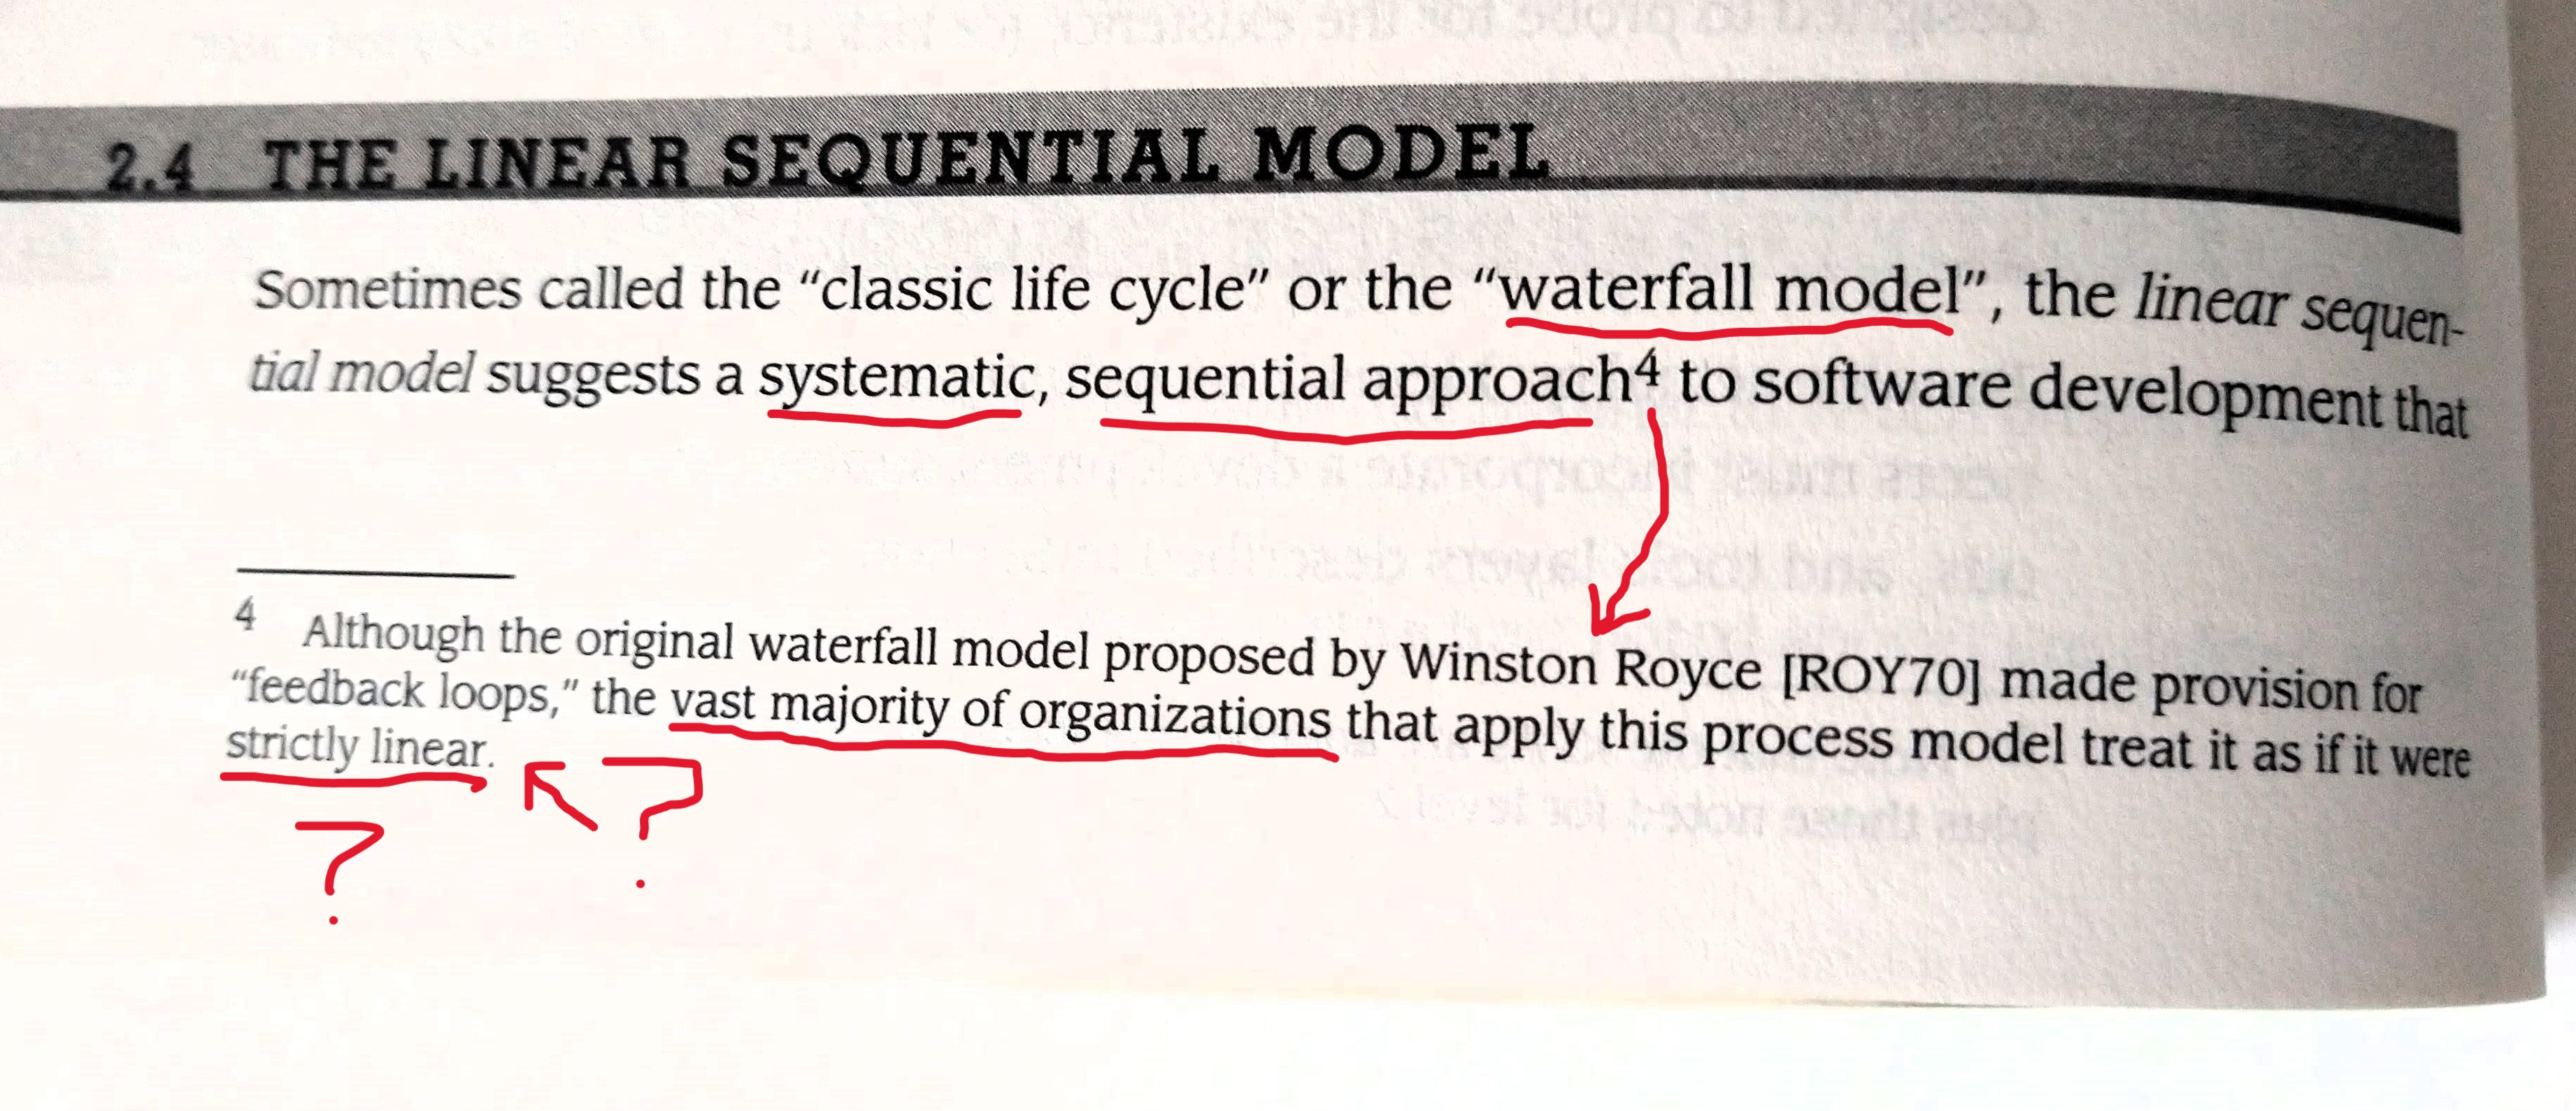 2.4 THE LINEAR SEQUENTIAL MODEL
Sometimes called the “classic life cycle” or the “waterfall model”, the linear sequen-
tial model suggests a systematic, sequential approach4 to software development that
4 Although the original waterfall model proposed by Winston Royce [ROY70] made provision for
“feedback loops,” the vast majority of organizations that apply this process model treat it as if it were
strictly linear.
? ?